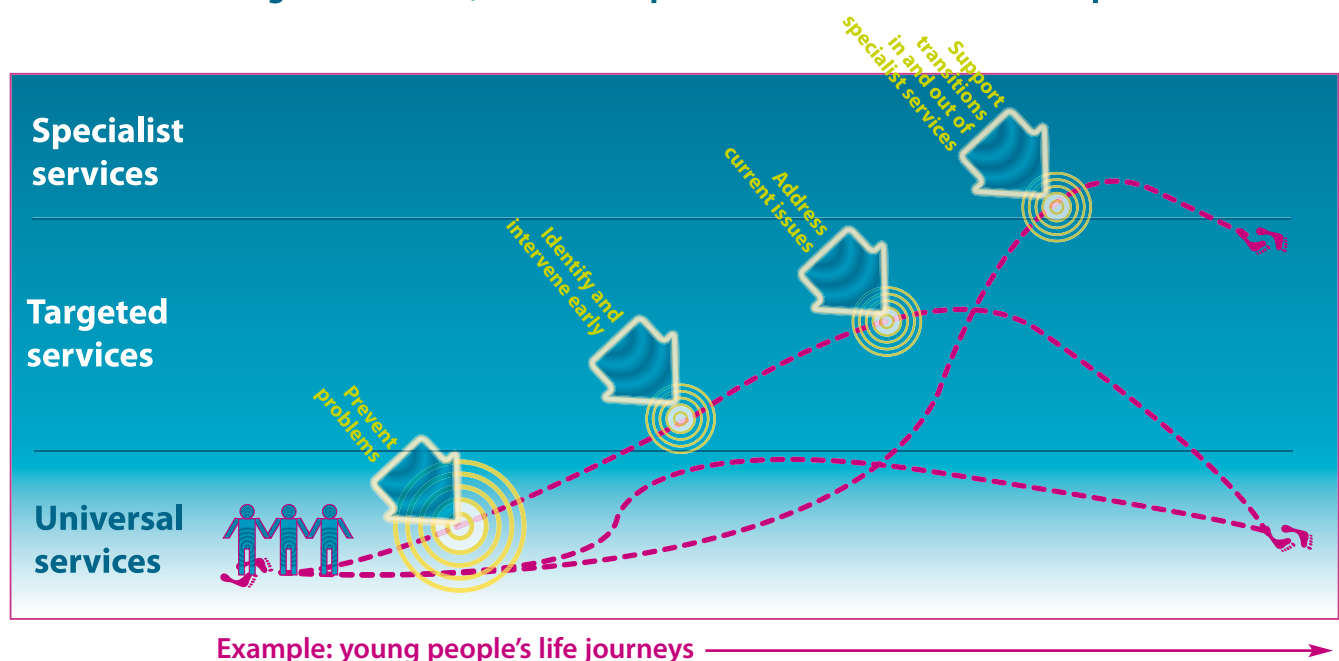 Support
transitions
in and out of
specialist services
Specialist
services
Address
current issues
Identify and
intervene early
Targeted
services
Prevent
problems
Universal
services
Example: young people’s life journeys